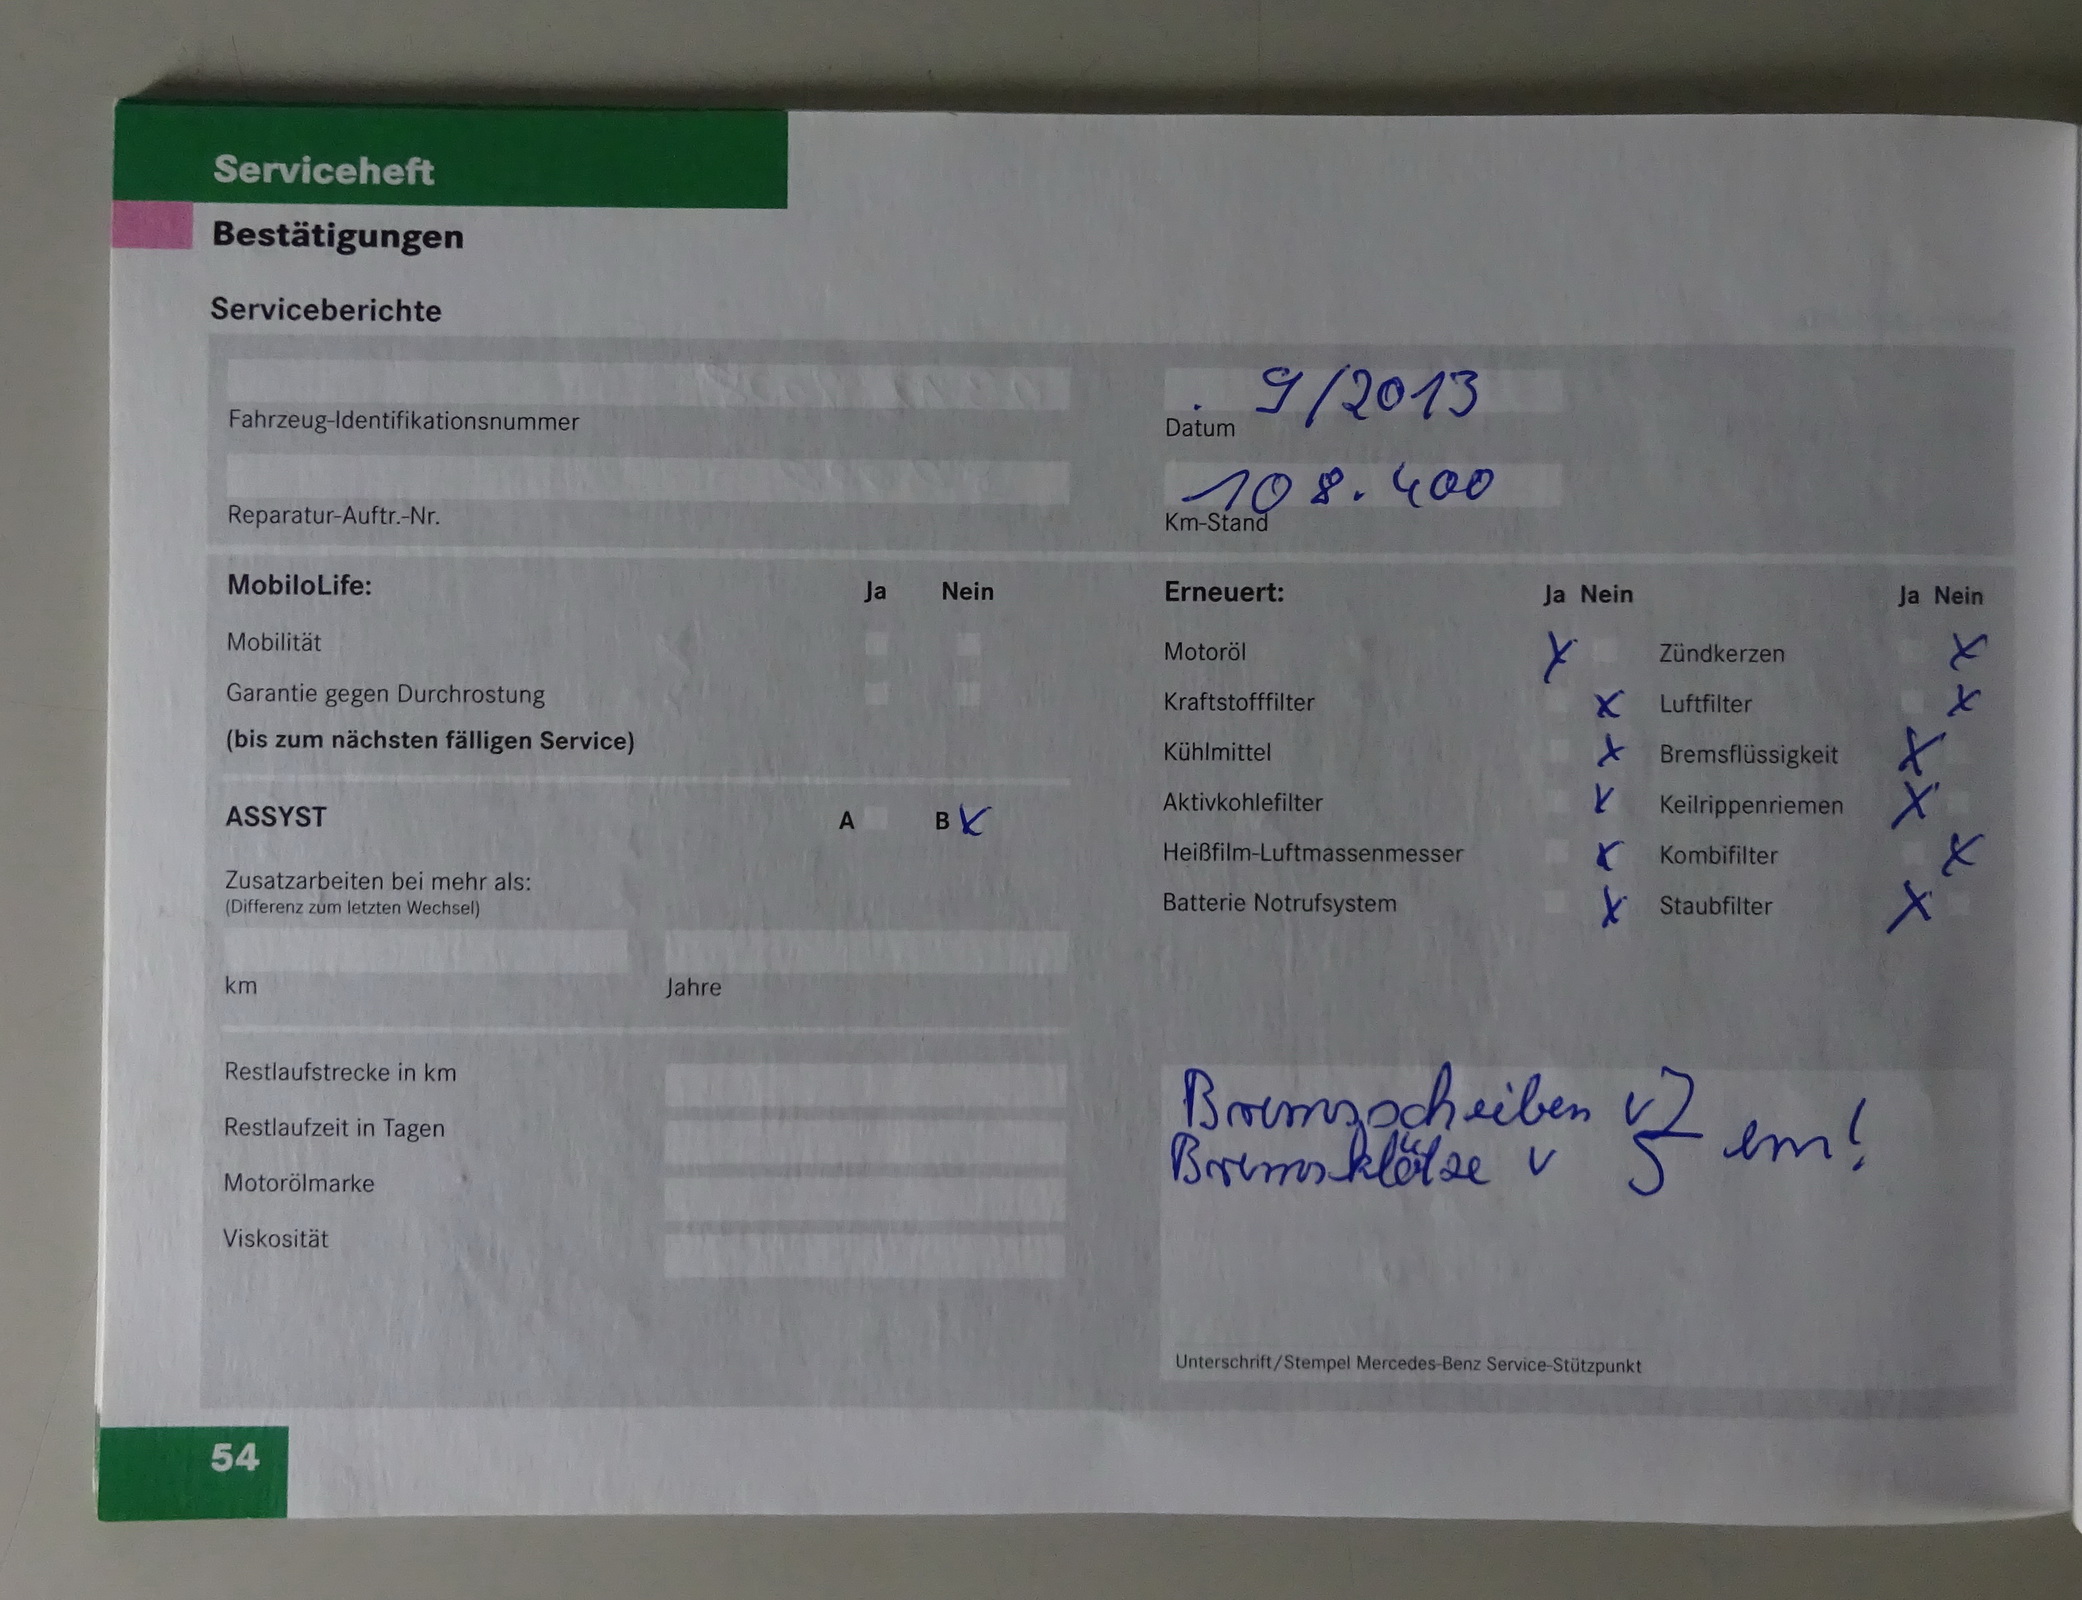 Serviceheft
Bestätigungen
Serviceberichte
Fahrzeug-Identifikationsnummer
. 9/2013
Datum
Reparatur-Auftr.-Nr.
108.400
Km-Stand
MobiloLife: Ja Nein
Mobilität
Garantie gegen Durchrostung
(bis zum nächsten fälligen Service)
ASSYST A B x
Zusatzarbeiten bei mehr als:
(Differenz zum letzten Wechsel)
km Jahre
Restlaufstrecke in km
Restlaufzeit in Tagen
Motorölmarke
Viskosität
Erneuert: Ja Nein Ja Nein
Motoröl x Zündkerzen x
Kraftstofffilter x Luftfilter x
Kühlmittel x Bremsflüssigkeit x
Aktivkohlefilter x Keilrippenriemen x
Heißfilm-Luftmassenmesser x Kombifilter x
Batterie Notrufsystem x Staubfilter x
Bremsscheiben v
Bremsklötze v ern!
Unterschrift/Stempel Mercedes-Benz Service-Stützpunkt
54